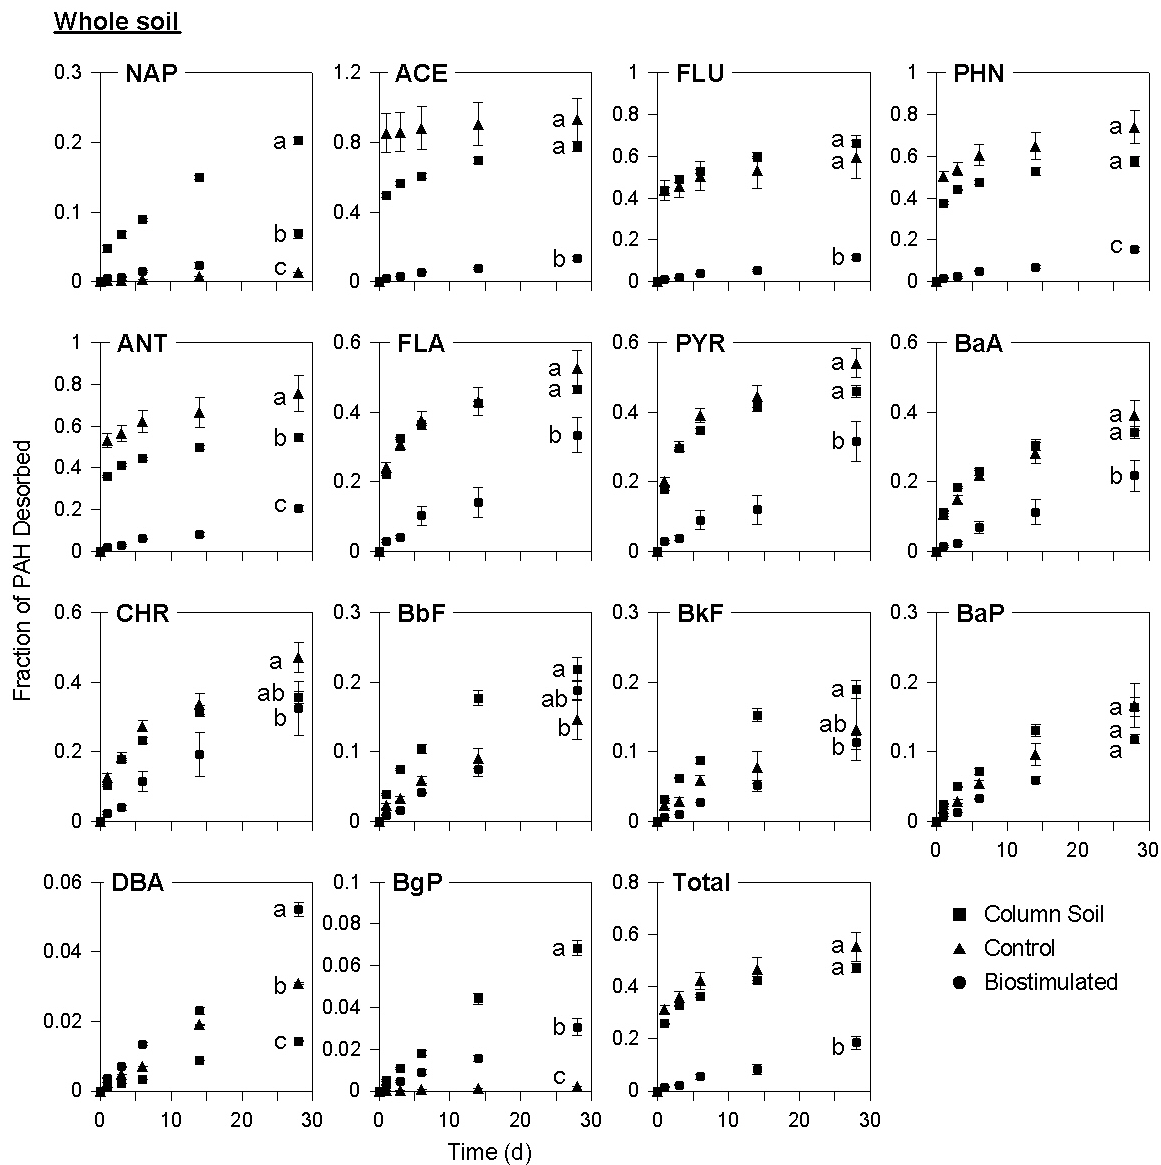 Whole soil
NAP ACE FLU PHN
0.3 1.2 1 1
0.2 0.8 0.8 0.8
0.6 0.6
0.1 0.4 0.4 0.4
0.2 0.2
0 0 0 0
a b c
a a b
a a b
a a c
ANT FLA PYR BaA
1 0.6 0.6 0.6
0.8 0.4 0.4 0.4
0.6
0.4 0.2 0.2 0.2
0.2
0 0 0 0
a b c
a a b
a a b
a a b
Fraction of PAH Desorbed
CHR BbF BkF BaP
0.6 0.3 0.3 0.3
0.4 0.2 0.2 0.2
0.2 0.1 0.1 0.1
0 0 0 0
a ab b
a ab b
a ab b
a a a
0 10 20 30
DBA BgP Total
0.06 0.1 0.8
0.08 0.6
0.04 0.06
0.4
0.02 0.04
0.02 0.2
0 0 0
a b c
a b c
a a b
0 10 20 30 0 10 20 30 0 10 20 30
Time (d)
Column Soil
Control
Biostimulated